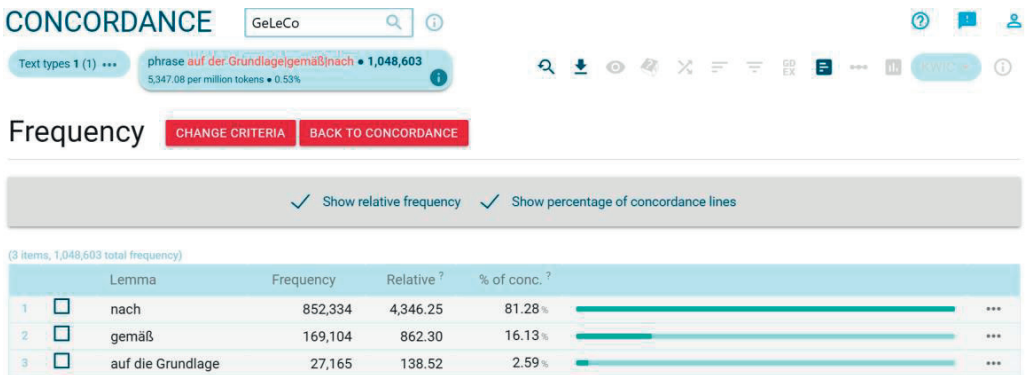 CONCORDANCE GeLeCo
Text types 1 (1) •••
phrase auf der Grundlage|gemäß|nach • 1,048,603
5,347.08 per million tokens • 0.53%
GD
EX
Frequency CHANGE CRITERIA BACK TO CONCORDANCE
Show relative frequency Show percentage of concordance lines
(3 items, 1,048,603 total frequency)
Lemma Frequency Relative ? % of conc. ?
1 nach 852,334 4,346.25 81.28 %
2 gemäß 169,104 862.30 16.13 %
3 auf die Grundlage 27,165 138.52 2.59 %